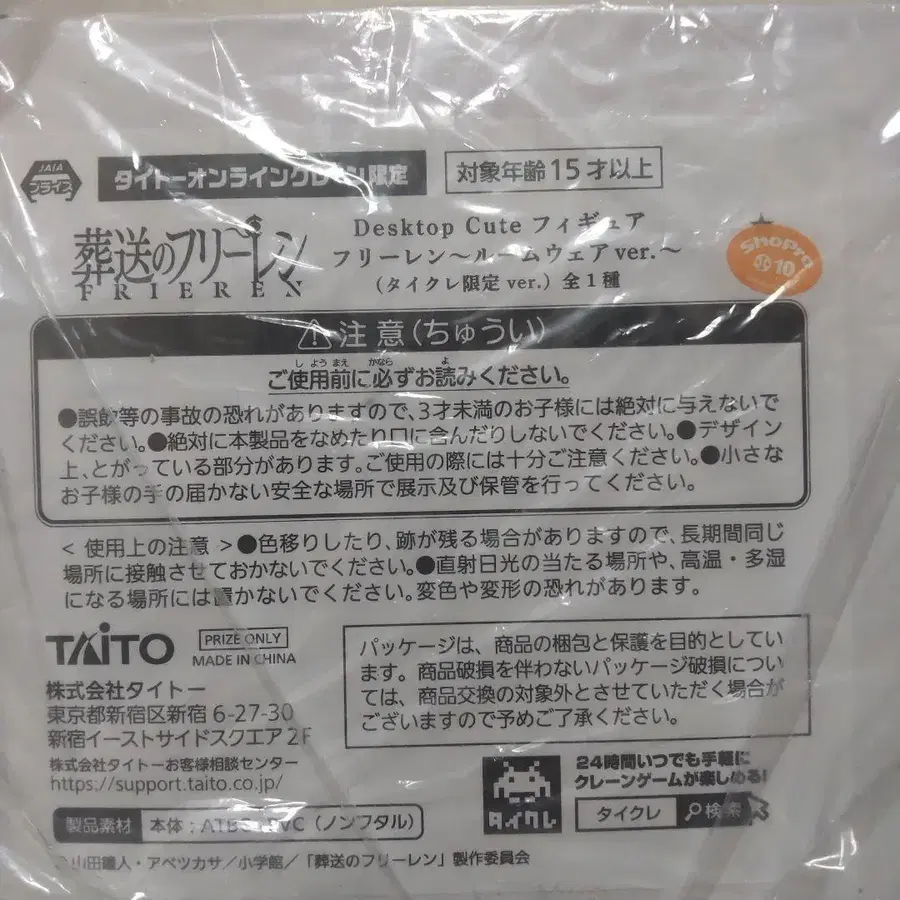 JAIA
プライズ
タイトーオンラインクレーン限定
対象年齢15才以上
葬送のフリーレン
FRIEREN
Desktop Cute フィギュア
フリーレン〜ルームウェアver.〜
(タイクレ限定ver.) 全1種
ShoPro
10
注意(ちゅうい)
しようまえ かなら よ
ご使用前に必ずお読みください。
●誤飲等の事故の恐れがありますので、3才未満のお子様には絶対に与えないで
ください。●絶対に本製品をなめたり口に含んだりしないでください。●デザイン
上、とがっている部分があります。ご使用の際には十分ご注意ください。●小さな
お子様の手の届かない安全な場所で展示及び保管を行ってください。
< 使用上の注意 >●色移りしたり、跡が残る場合がありますので、長期間同じ
場所に接触させておかないでください。●直射日光の当たる場所や、高温・多湿
になる場所には置かないでください。変色や変形の恐れがあります。
TAITO
PRIZE ONLY
MADE IN CHINA
株式会社タイトー
東京都新宿区新宿 6-27-30
新宿イーストサイドスクエア 2F
株式会社タイトーお客様相談センター
https://support.taito.co.jp/
パッケージは、商品の梱包と保護を目的としてい
ます。商品破損を伴わないパッケージ破損につい
ては、商品交換の対象外とさせていただく場合が
ございますので予めご了承ください。
タイクレ
24時間いつでも手軽に
クレーンゲームが楽しめる!
タイクレ 検索
製品素材 本体:ATBC-PVC (ノンフタル)
©山田鐘人・アベツカサ/小学館/「葬送のフリーレン」製作委員会